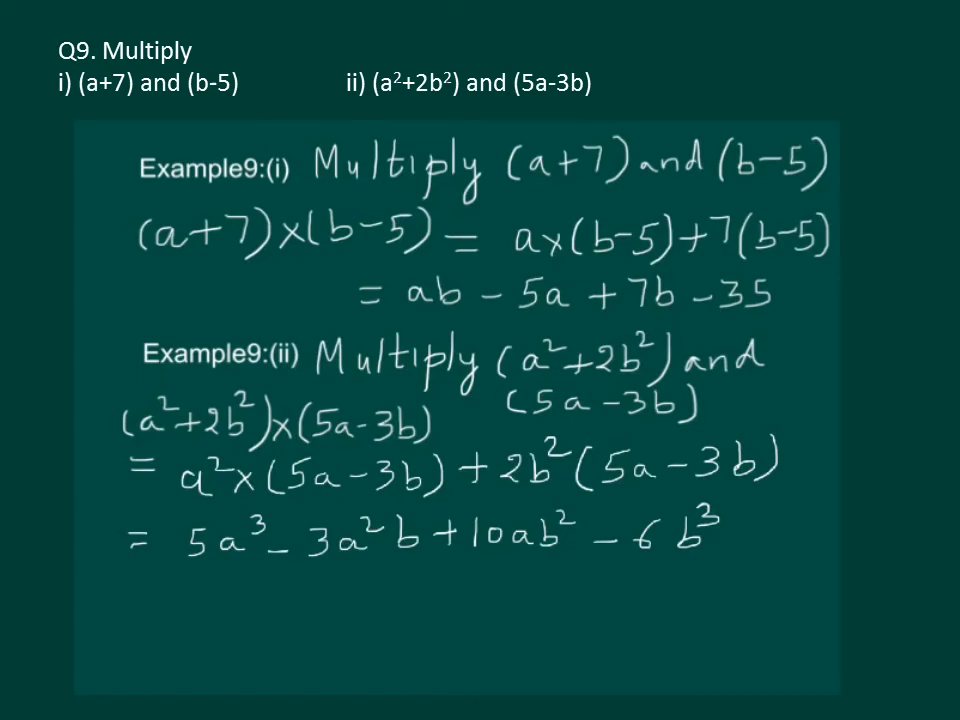 Q9. Multiply
i) (a+7) and (b-5) ii) (a²+2b²) and (5a-3b)
Example9:(i) Multiply (a+7) and (b-5)
(a+7)×(b-5) = a×(b-5)+7(b-5)
= ab - 5a + 7b - 35
Example9:(ii) Multiply (a²+2b²) and
(5a-3b)
(a²+2b²)×(5a-3b)
= a²×(5a-3b)+2b²(5a-3b)
= 5a³-3a²b+10ab²-6b³